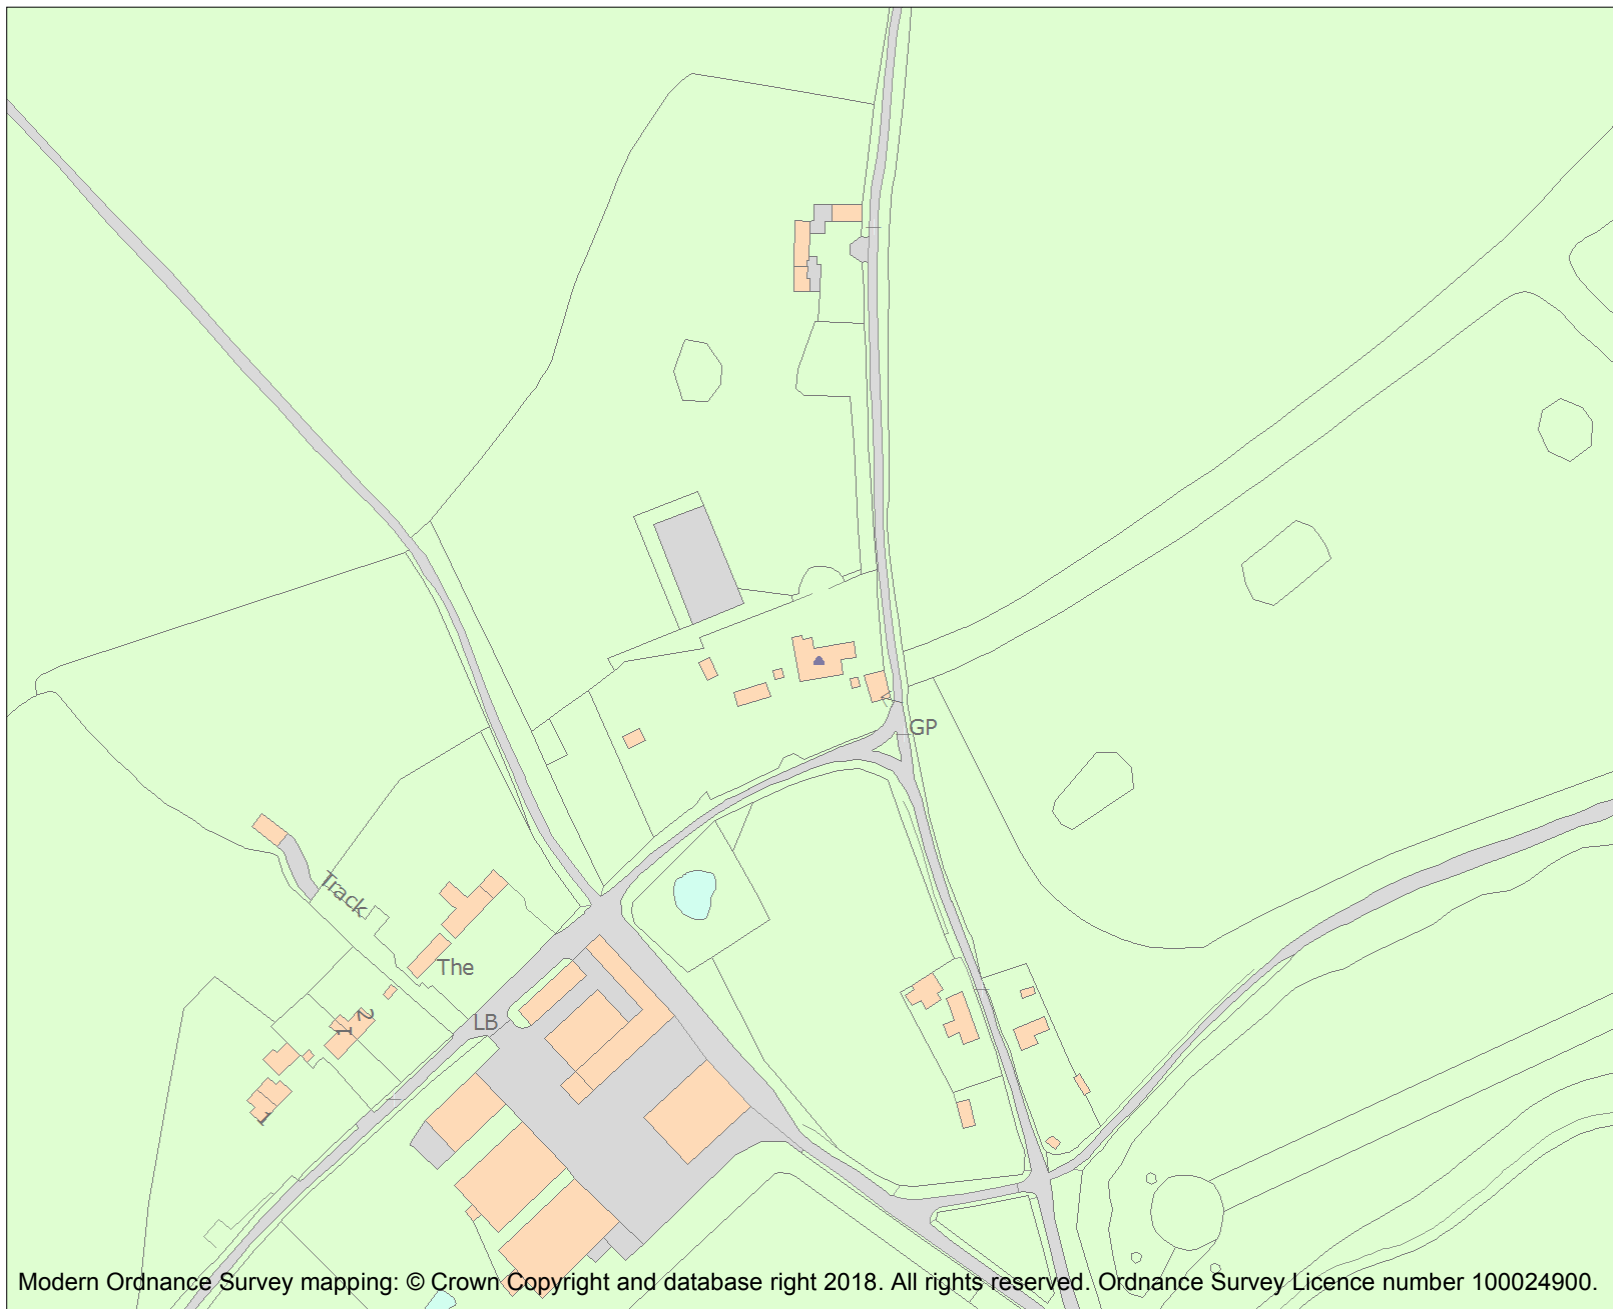 GP
Track
The
LB
2
1
1
Modern Ordnance Survey mapping: © Crown Copyright and database right 2018. All rights reserved. Ordnance Survey Licence number 100024900.